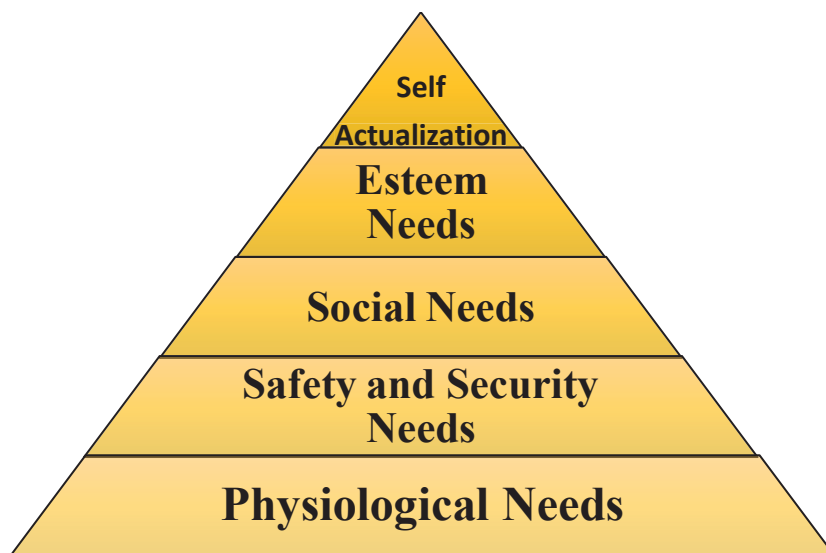 Self
Actualization
Esteem
Needs
Social Needs
Safety and Security
Needs
Physiological Needs